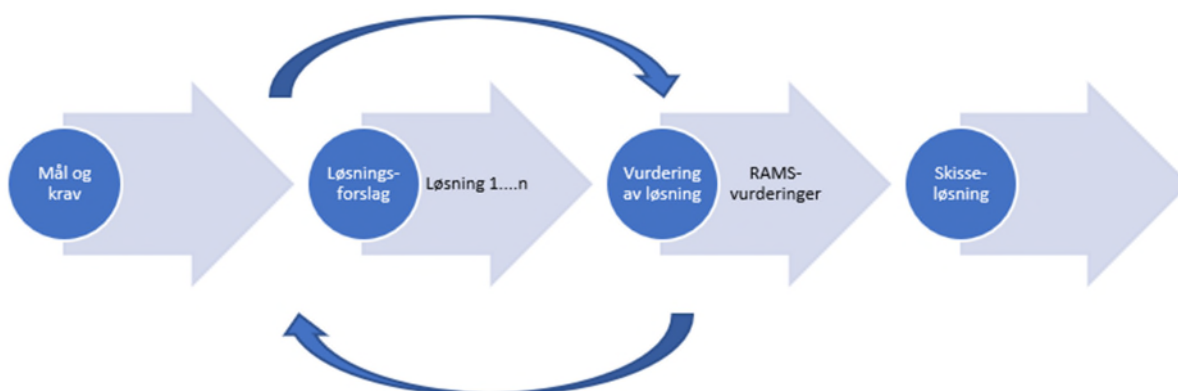 Mål og
krav
Løsnings-
forslag
Løsning 1....n
Vurdering
av løsning
RAMS-
vurderinger
Skisse-
løsning